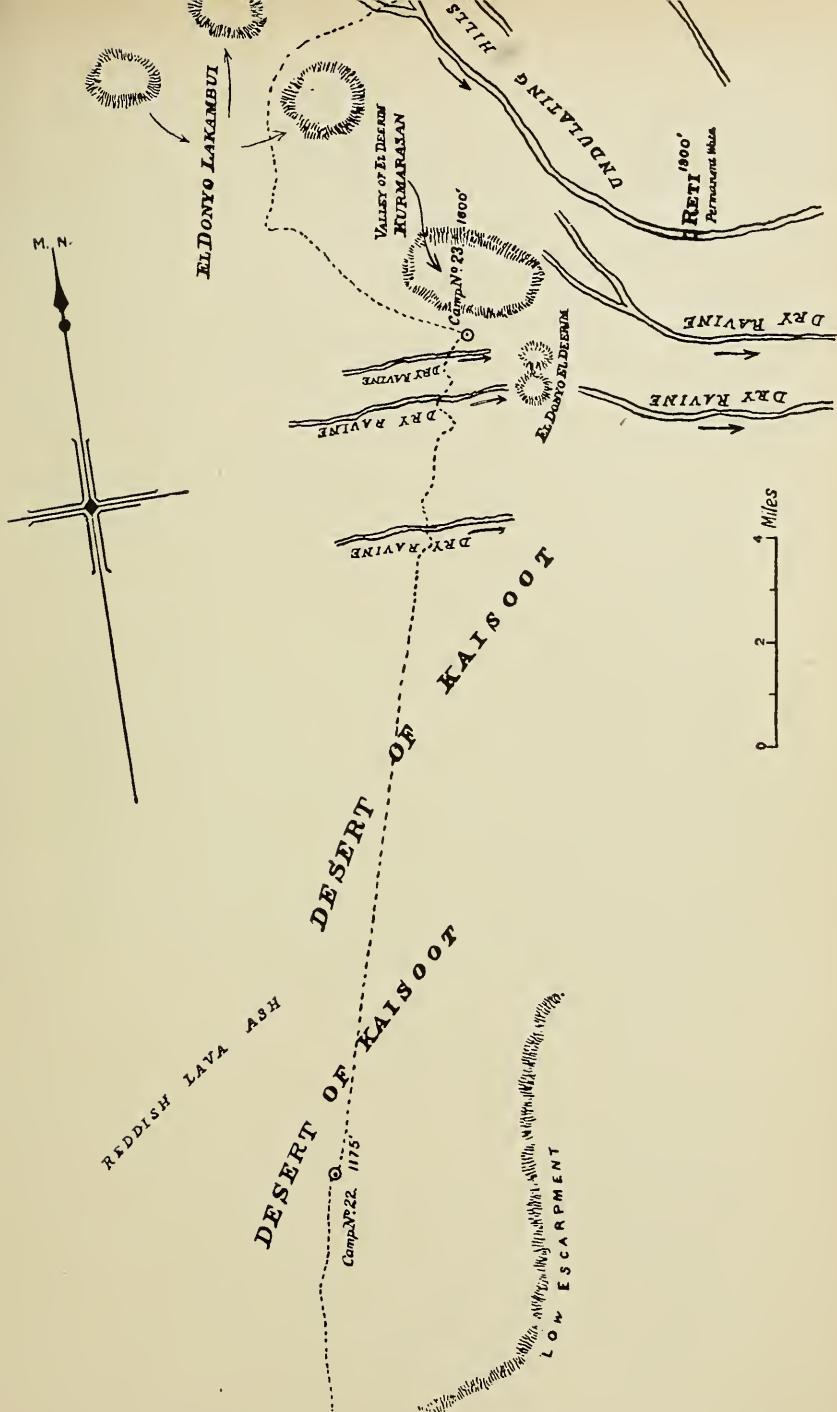 HILLS
UNDULATING
EL DONYO LAKAMBUI
VALLEY OF EL DEERIM
KURMARASAN
RETI 1900'
Permanent Water
M. N.
Camp Nº. 23 1600'
DRY RAVINE
DRY RAVINE
EL DONYO EL DEERIM
DRY RAVINE
DRY RAVINE
DRY RAVINE
DESERT OF KAISOOT
0 2 4 Miles
REDDISH LAVA ASH
DESERT OF KAISOOT
Camp Nº. 22. 1175'
LOW ESCARPMENT